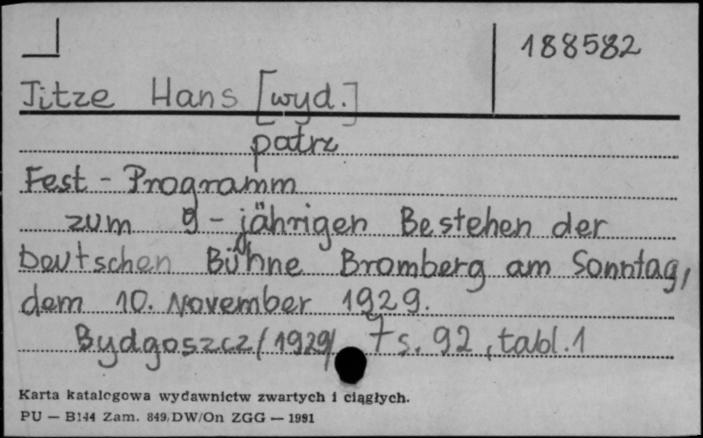 188582
Titze Hans [wyd.]
patrz
Fest - Programm
zum 9 - jährigen Bestehen der
Deutschen Bühne Bromberg am Sonntag,
dem 10. November 1929.
Bydgoszcz /1929/ s. 92, tabl. 1
Karta katalogowa wydawnictw zwartych i ciągłych.
PU — B144 Zam. 849. DW/On ZGG — 1981